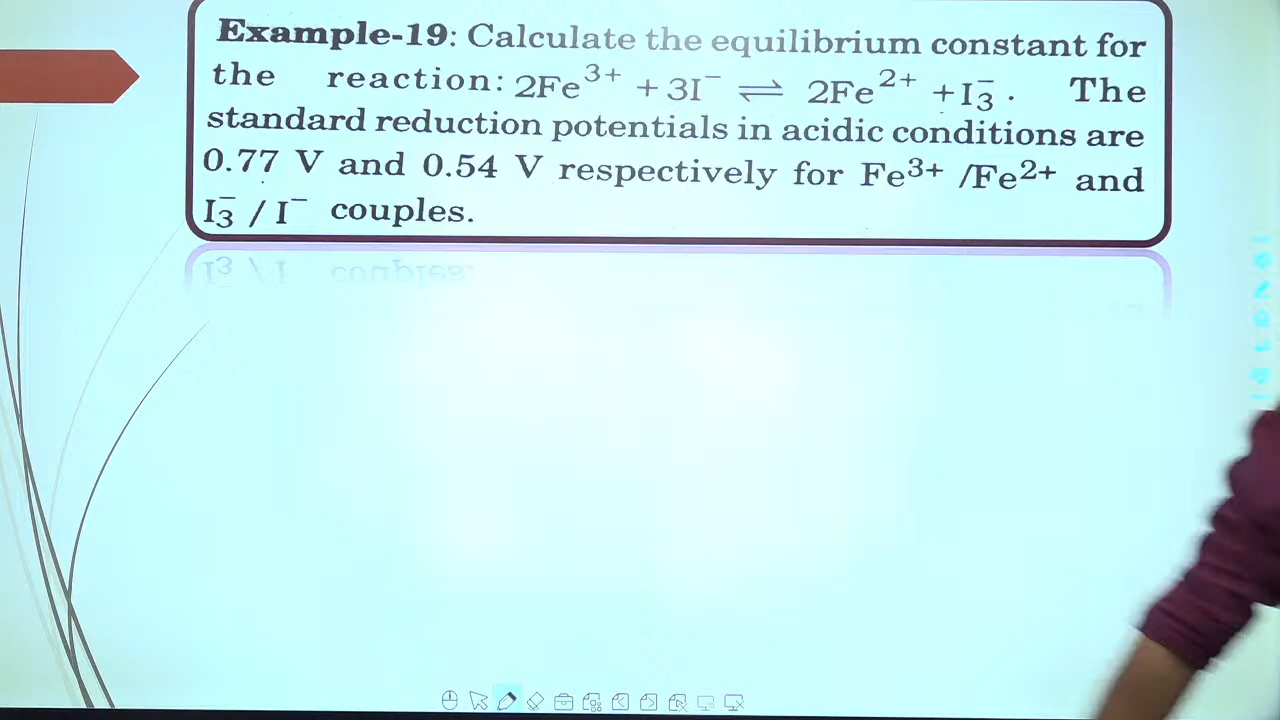 Example-19: Calculate the equilibrium constant for
the reaction: 2Fe³⁺ + 3I⁻ ⇌ 2Fe²⁺ + I₃⁻. The
standard reduction potentials in acidic conditions are
0.77 V and 0.54 V respectively for Fe³⁺ /Fe²⁺ and
I₃⁻ / I⁻ couples.